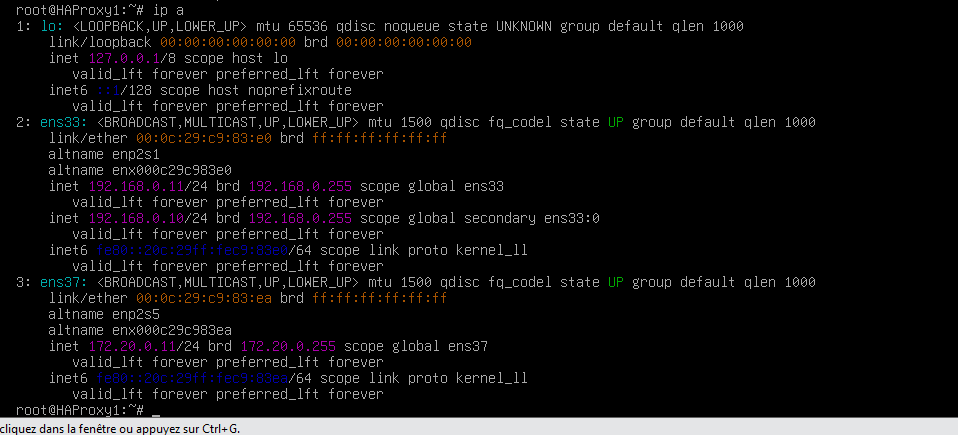 root@HAProxy1:~# ip a
1: lo: <LOOPBACK,UP,LOWER_UP> mtu 65536 qdisc noqueue state UNKNOWN group default qlen 1000
link/loopback 00:00:00:00:00:00 brd 00:00:00:00:00:00
inet 127.0.0.1/8 scope host lo
valid_lft forever preferred_lft forever
inet6 ::1/128 scope host noprefixroute
valid_lft forever preferred_lft forever
2: ens33: <BROADCAST,MULTICAST,UP,LOWER_UP> mtu 1500 qdisc fq_codel state UP group default qlen 1000
link/ether 00:0c:29:c9:83:e0 brd ff:ff:ff:ff:ff:ff
altname enp2s1
altname enx000c29c983e0
inet 192.168.0.11/24 brd 192.168.0.255 scope global ens33
valid_lft forever preferred_lft forever
inet 192.168.0.10/24 brd 192.168.0.255 scope global secondary ens33:0
valid_lft forever preferred_lft forever
inet6 fe80::20c:29ff:fec9:83e0/64 scope link proto kernel_ll
valid_lft forever preferred_lft forever
3: ens37: <BROADCAST,MULTICAST,UP,LOWER_UP> mtu 1500 qdisc fq_codel state UP group default qlen 1000
link/ether 00:0c:29:c9:83:ea brd ff:ff:ff:ff:ff:ff
altname enp2s5
altname enx000c29c983ea
inet 172.20.0.11/24 brd 172.20.0.255 scope global ens37
valid_lft forever preferred_lft forever
inet6 fe80::20c:29ff:fec9:83ea/64 scope link proto kernel_ll
valid_lft forever preferred_lft forever
root@HAProxy1:~# _
cliquez dans la fenêtre ou appuyez sur Ctrl+G.